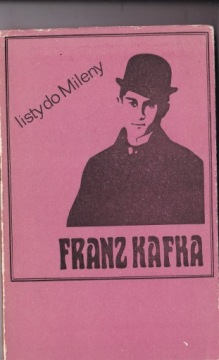 listy do Mileny
FRANZ KAFKA